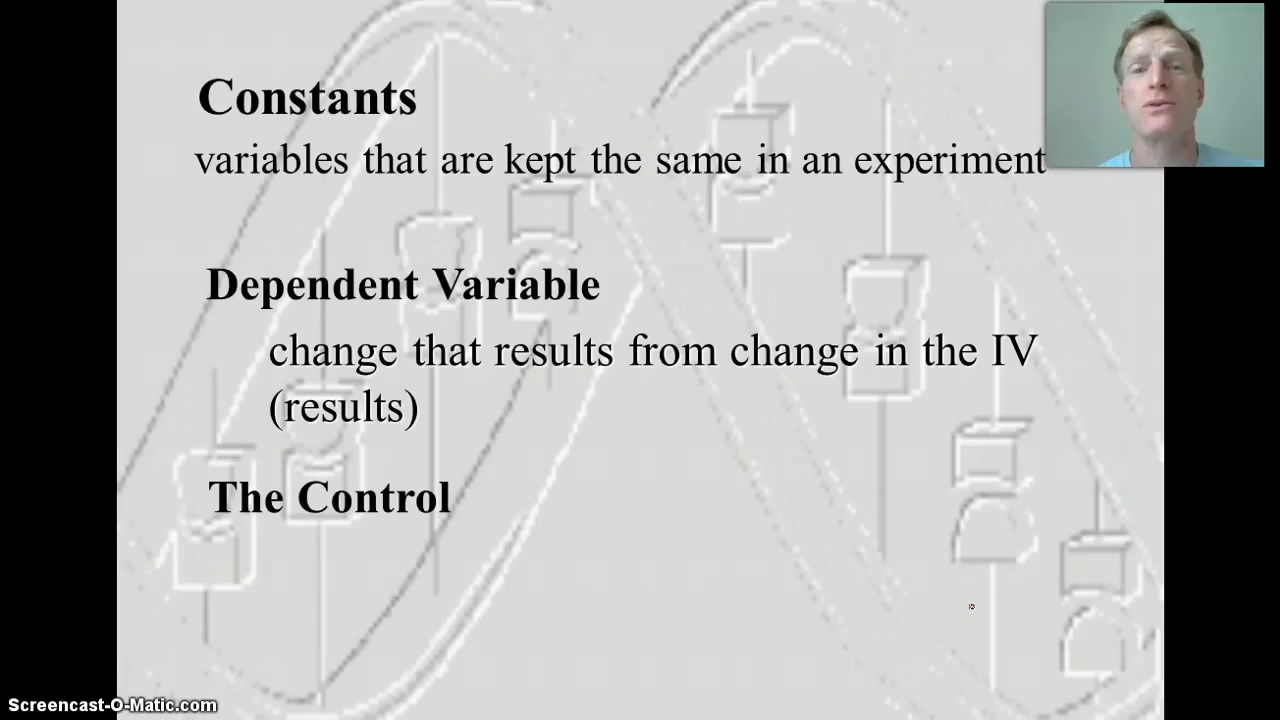 Constants
variables that are kept the same in an experiment
Dependent Variable
change that results from change in the IV
(results)
The Control
Screencast-O-Matic.com